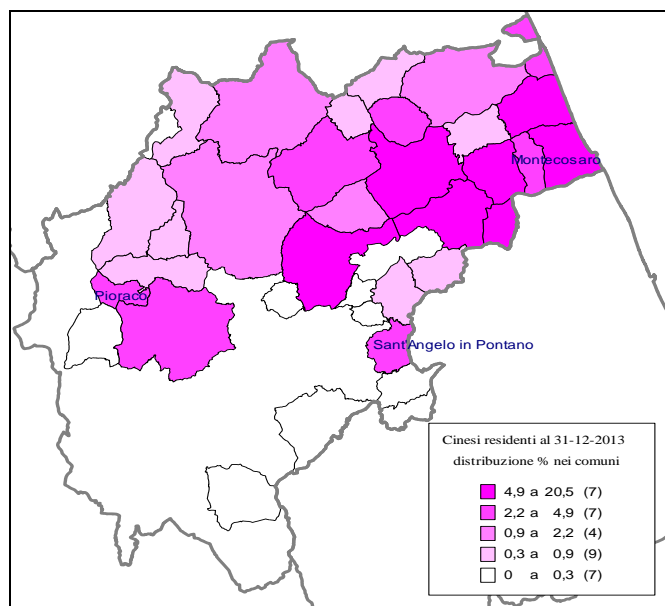 Montecosaro
Pioraco
Sant'Angelo in Pontano
Cinesi residenti al 31-12-2013
distribuzione % nei comuni
4,9 a 20,5 (7)
2,2 a 4,9 (7)
0,9 a 2,2 (4)
0,3 a 0,9 (9)
0 a 0,3 (7)